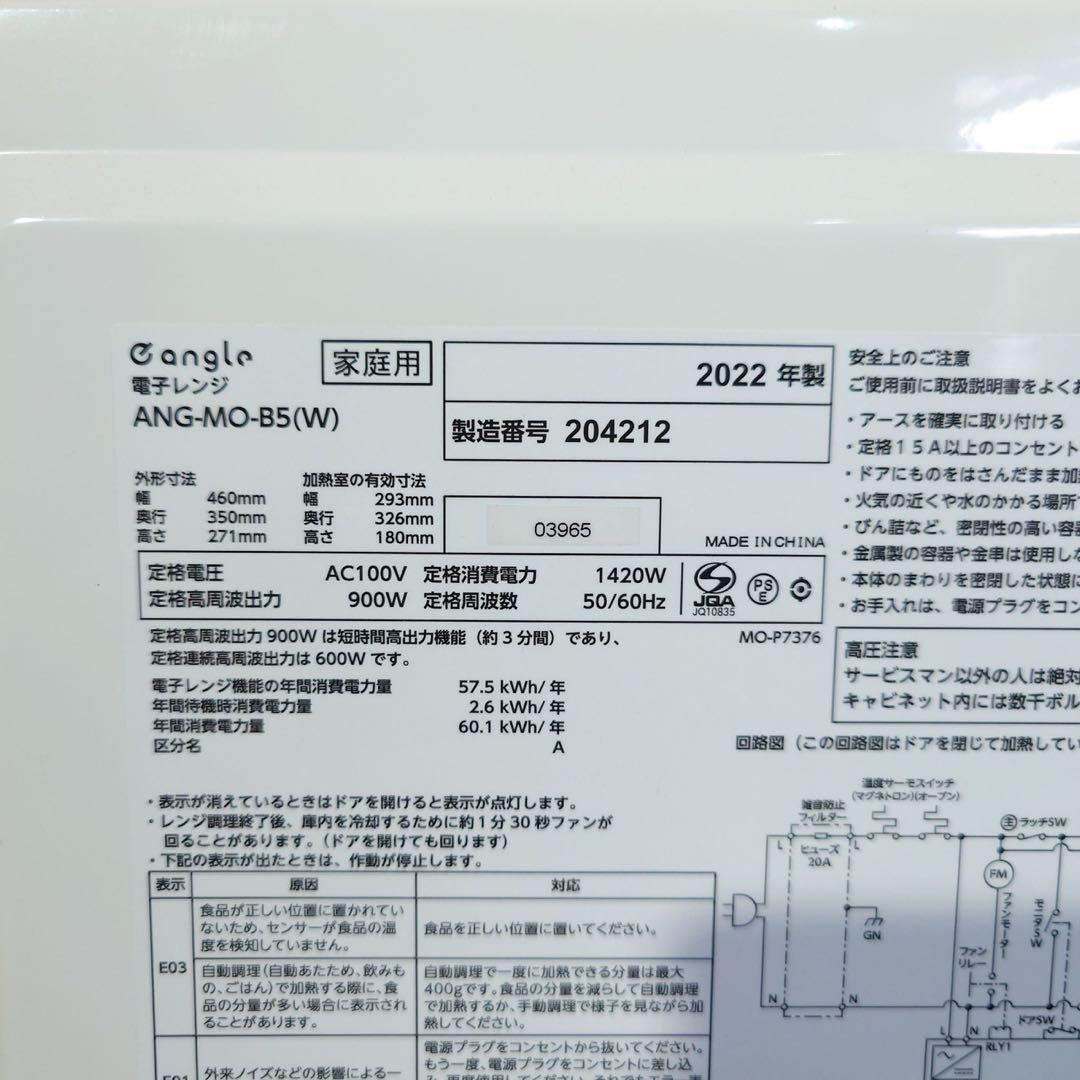 angle
電子レンジ
ANG-MO-B5(W)
家庭用
2022 年製
製造番号 204212
外形寸法
幅 460mm
奥行 350mm
高さ 271mm
加熱室の有効寸法
幅 293mm
奥行 326mm
高さ 180mm
03965
MADE IN CHINA
定格電圧 AC100V 定格消費電力 1420W
定格高周波出力 900W 定格周波数 50/60Hz
JQA
JQ10835
PS
E
MO-P7376
定格高周波出力 900W は短時間高出力機能（約 3 分間）であり、
定格連続高周波出力は 600W です。
電子レンジ機能の年間消費電力量 57.5 kWh/ 年
年間待機時消費電力量 2.6 kWh/ 年
年間消費電力量 60.1 kWh/ 年
区分名 A
・表示が消えているときはドアを開けると表示が点灯します。
・レンジ調理終了後、庫内を冷却するために約 1 分 30 秒ファンが
回ることがあります。（ドアを開けても回ります）
・下記の表示が出たときは、作動が停止します。
表示 原因 対応
E03
食品が正しい位置に置かれてい
ないため、センサーが食品の温
度を検知していません。
食品を正しい位置に置いてください。
自動調理（自動あたため、飲みも
の、ごはん）で加熱する際に、食
品の分量が多い場合に表示され
ることがあります。
自動調理で一度に加熱できる分量は最大
400gです。食品の分量を減らして自動調理
で加熱するか、手動調理で様子を見ながら加
熱してください。
外来ノイズなどの影響による一
電源プラグをコンセントから抜いてください。
もう一度、電源プラグをコンセントに差し込
安全上のご注意
ご使用前に取扱説明書をよくお
・アースを確実に取り付ける
・定格１５Ａ以上のコンセント
・ドアにものをはさんだまま加
・火気の近くや水のかかる場所
・びん詰など、密閉性の高い容器
・金属製の容器や金串は使用しな
・本体のまわりを密閉した状態に
・お手入れは、電源プラグをコン
高圧注意
サービスマン以外の人は絶対
キャビネット内には数千ボル
回路図（この回路図はドアを閉じて加熱してい
温度サーモスイッチ
(マグネトロン)(オーブン)
雑音防止
フィルター
主 ラッチSW
L
L
ヒューズ
20A
FM
ファンモーター
モニタSW
GN
ファン
リレー
N
N
ドアSW
L
N
RLY1